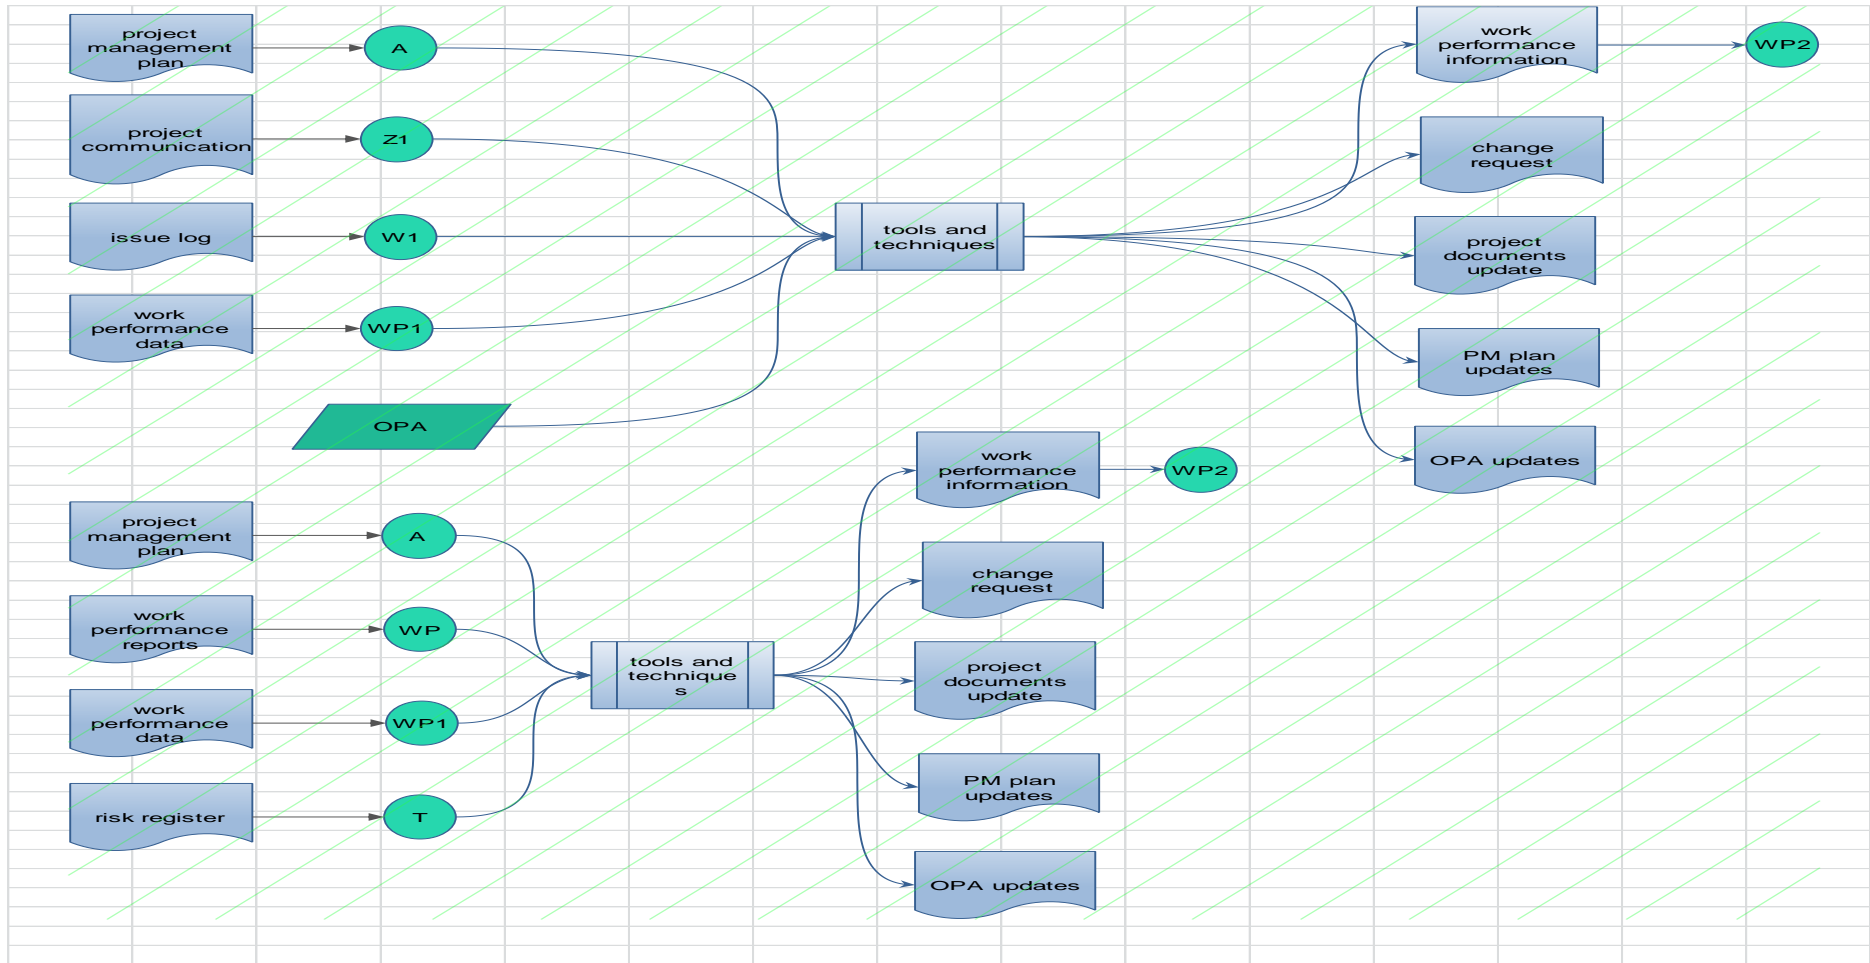 project
management
plan
A
work
performance
information
WP2
project
communication
Z1
change
request
issue log
W1
tools and
techniques
project
documents
update
work
performance
data
WP1
PM plan
updates
OPA
OPA updates
work
performance
information
WP2
project
management
plan
A
change
request
work
performance
reports
WP
tools and
technique
s
project
documents
update
work
performance
data
WP1
PM plan
updates
risk register
T
OPA updates